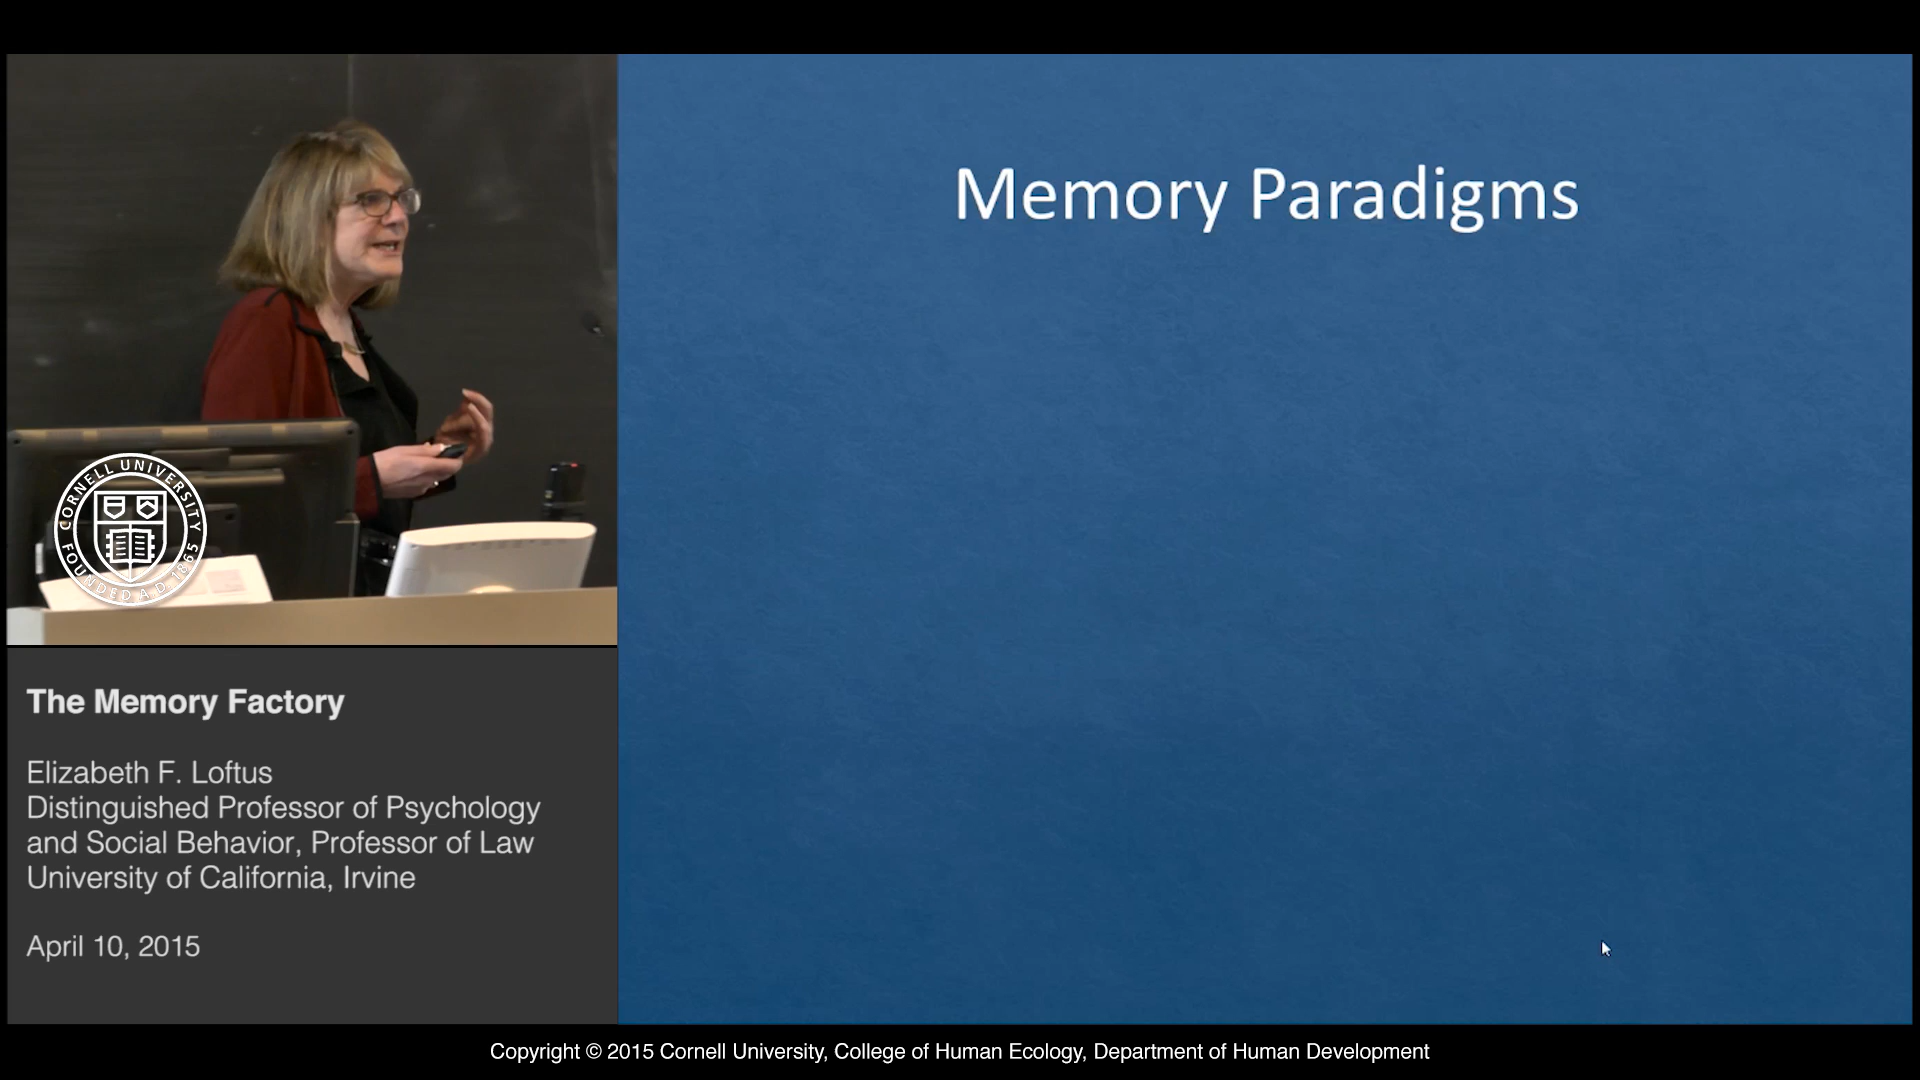 Memory Paradigms
CORNELL UNIVERSITY
FOUNDED A.D. 1865
The Memory Factory
Elizabeth F. Loftus
Distinguished Professor of Psychology
and Social Behavior, Professor of Law
University of California, Irvine
April 10, 2015
Copyright © 2015 Cornell University, College of Human Ecology, Department of Human Development